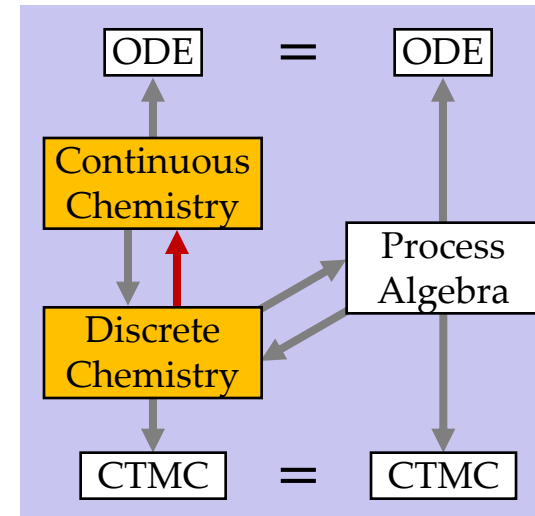 ODE = ODE
Continuous
Chemistry
Process
Algebra
Discrete
Chemistry
CTMC = CTMC